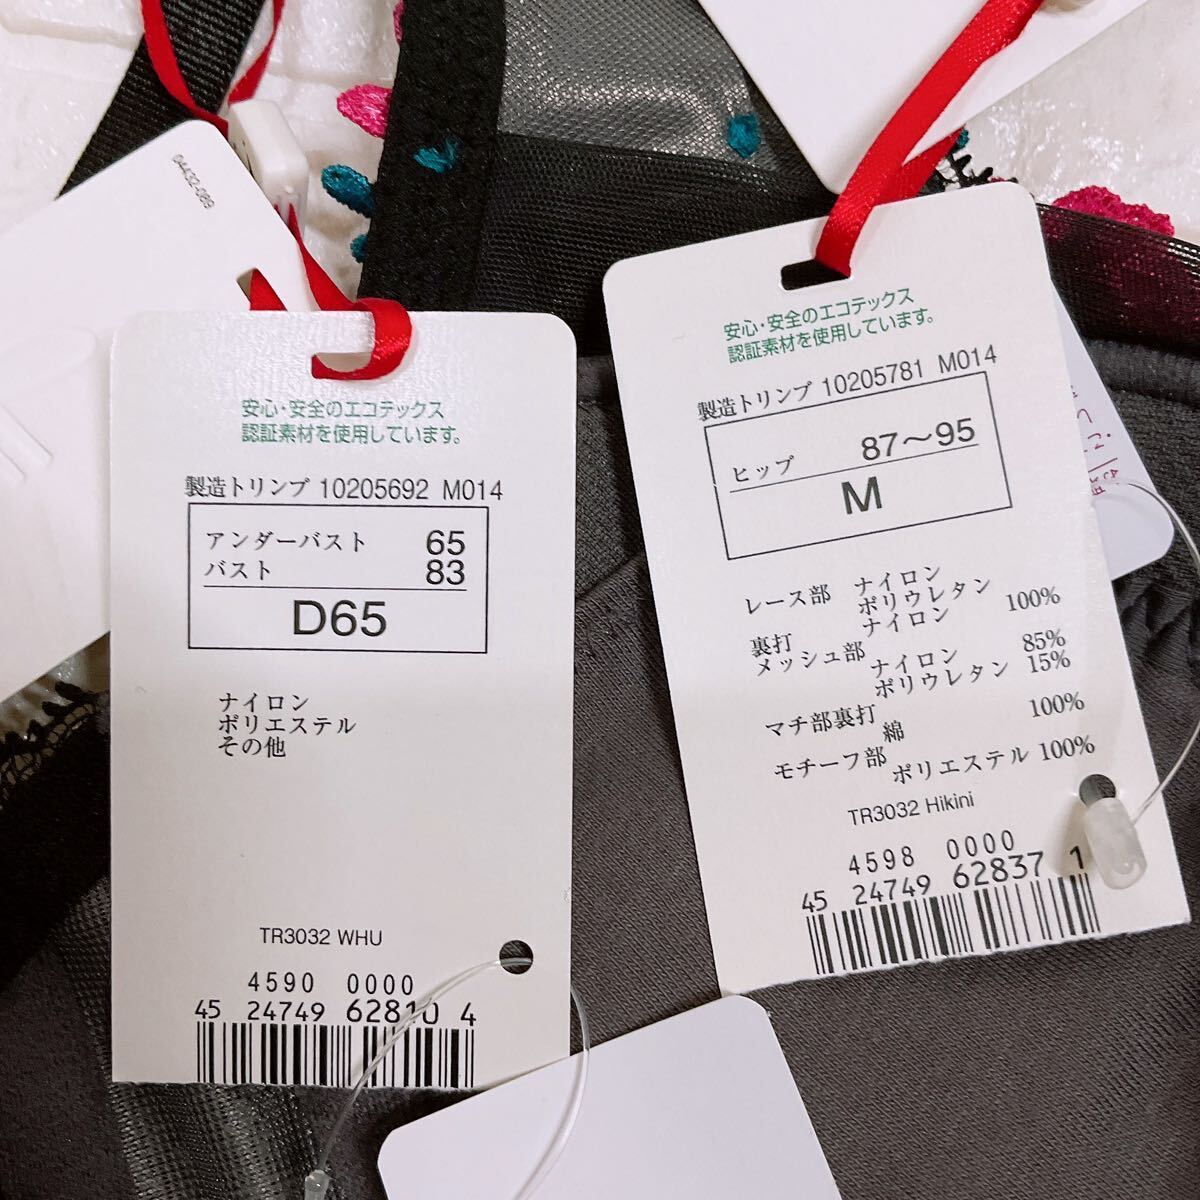 04432-089
安心・安全のエコテックス
認証素材を使用しています。
製造トリンプ 10205692 M014
アンダーバスト 65
バスト 83
D65
ナイロン
ポリエステル
その他
TR3032 WHU
4590 0000
45 24749 62810 4
安心・安全のエコテックス
認証素材を使用しています。
製造トリンプ 10205781 M014
ヒップ 87〜95
M
レース部 ナイロン
ポリウレタン
裏打 ナイロン 100%
メッシュ部 ナイロン 85%
ポリウレタン 15%
マチ部裏打 綿 100%
モチーフ部 ポリエステル 100%
TR3032 Hikini
4598 0000
45 24749 62837 1